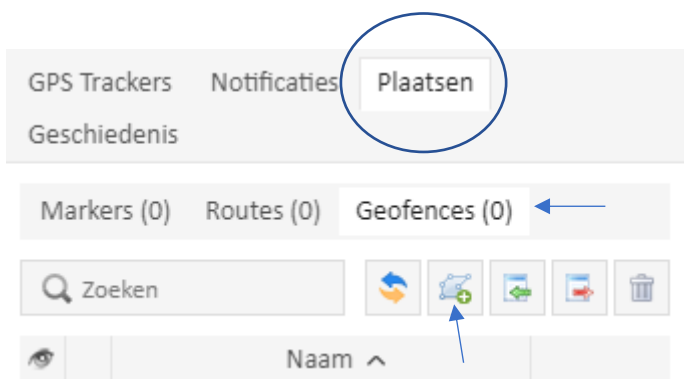 GPS Trackers Notificaties Plaatsen
Geschiedenis
Markers (0) Routes (0) Geofences (0)
Zoeken
Naam